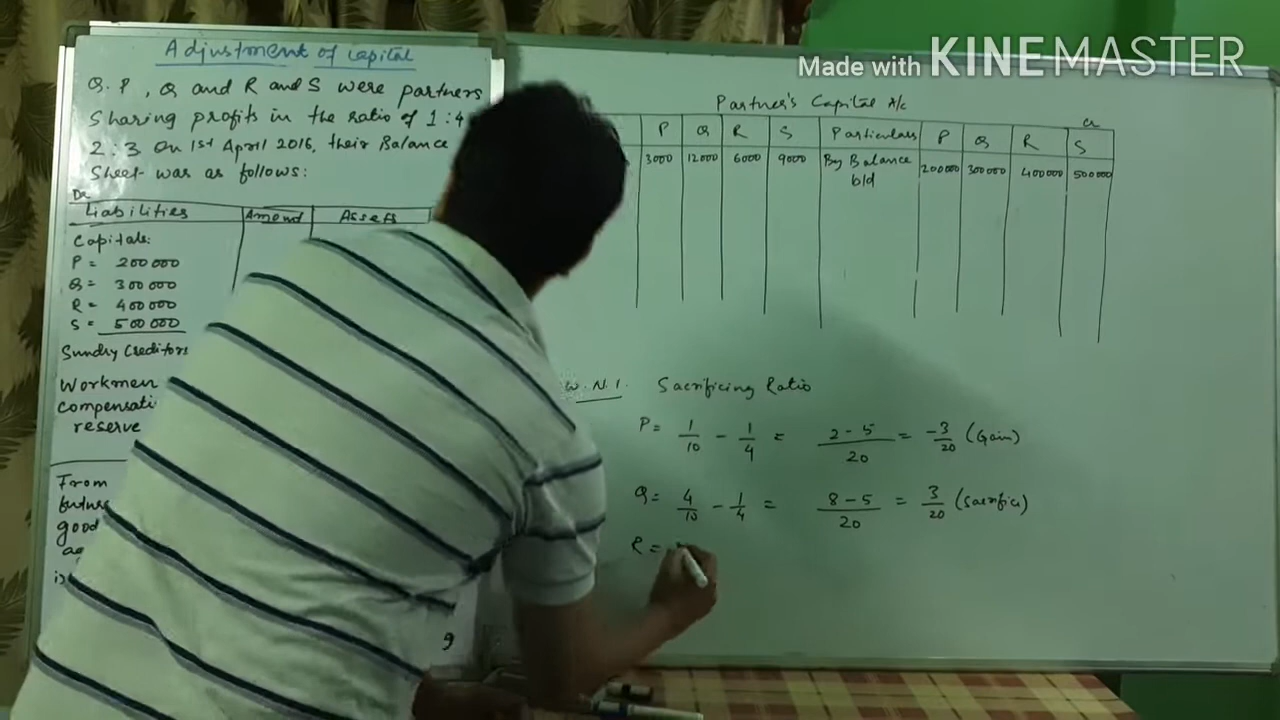 Made with KINEMASTER
Adjustment of capital
Q. P, Q and R and S were partners
Sharing profits in the ratio of 1:4
2:3 On 1st April 2016, their Balance
Sheet was as follows:
Dr
Liabilities Amount Assets
Capitals:
P = 200000
Q = 300000
R = 400000
S = 500000
Sundry Creditors
Workmen
compensati
reserve
From
future
good
is
9
Partner's Capital A/c
Cr
P Q R S Particulars P Q R S
3000 12000 6000 9000 By Balance 200000 300000 400000 500000
b/d
W.N.1. Sacrificing Ratio
P = 1/10 - 1/4 = 2-5/20 = -3/20 (Gain)
Q = 4/10 - 1/4 = 8-5/20 = 3/20 (Sacrifice)
R =